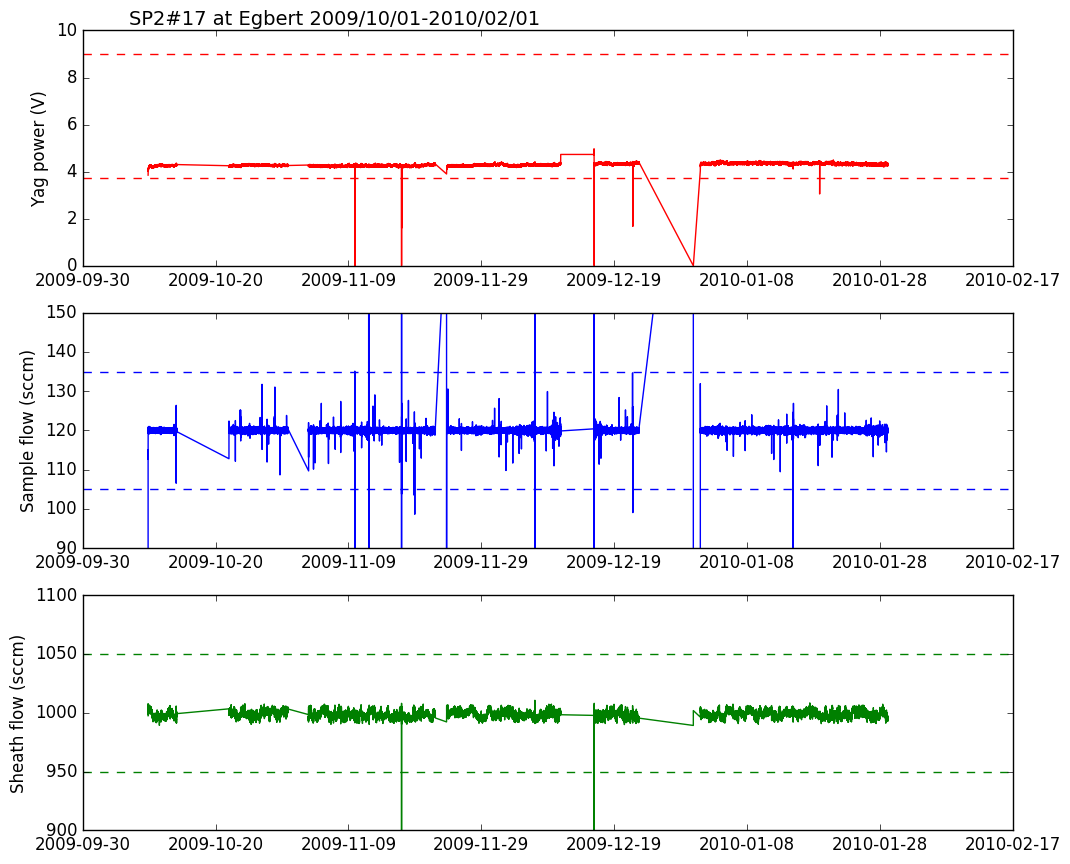 SP2#17 at Egbert 2009/10/01-2010/02/01
10
8
6
4
2
0
Yag power (V)
2009-09-30 2009-10-20 2009-11-09 2009-11-29 2009-12-19 2010-01-08 2010-01-28 2010-02-17
150
140
130
120
110
100
90
Sample flow (sccm)
2009-09-30 2009-10-20 2009-11-09 2009-11-29 2009-12-19 2010-01-08 2010-01-28 2010-02-17
1100
1050
1000
950
900
Sheath flow (sccm)
2009-09-30 2009-10-20 2009-11-09 2009-11-29 2009-12-19 2010-01-08 2010-01-28 2010-02-17